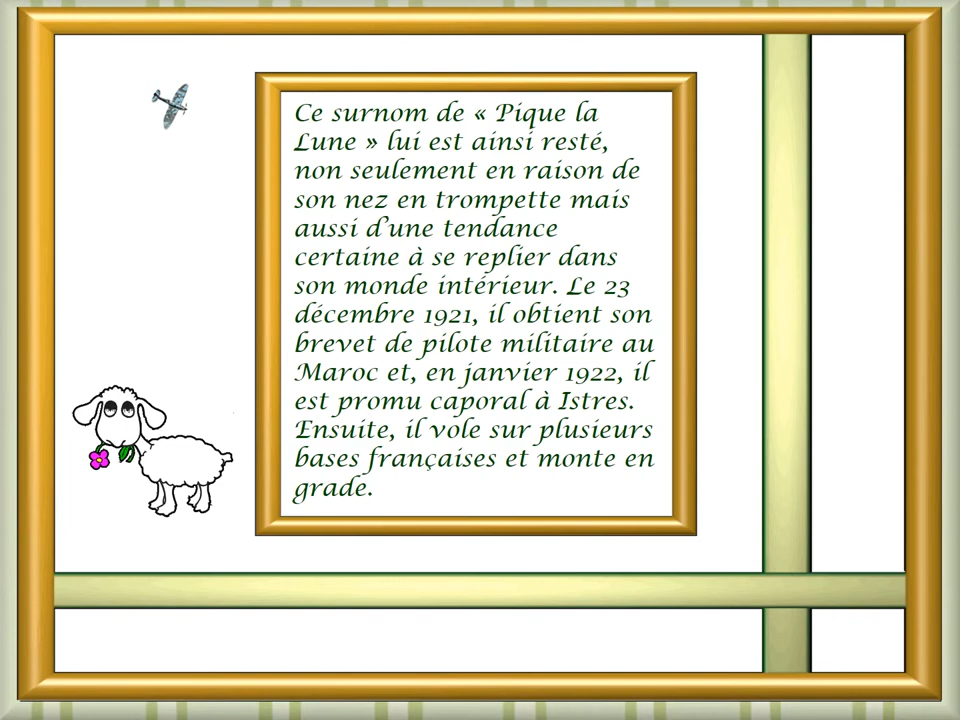 Ce surnom de « Pique la
Lune » lui est ainsi resté,
non seulement en raison de
son nez en trompette mais
aussi d'une tendance
certaine à se replier dans
son monde intérieur. Le 23
décembre 1921, il obtient son
brevet de pilote militaire au
Maroc et, en janvier 1922, il
est promu caporal à Istres.
Ensuite, il vole sur plusieurs
bases françaises et monte en
grade.